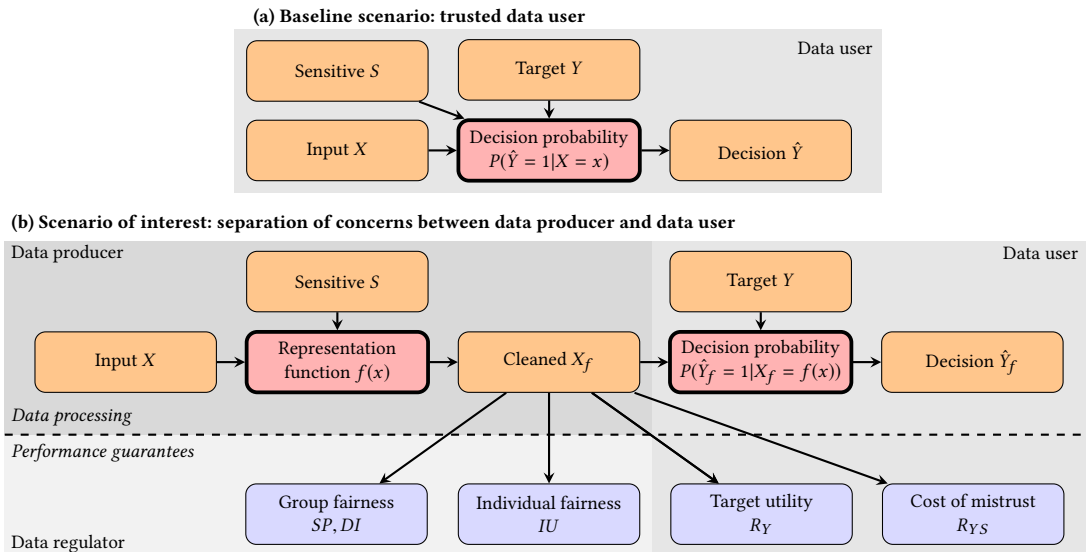 (a) Baseline scenario: trusted data user
Data user
Sensitive S
Target Y
Input X
Decision probability
P(Ŷ = 1|X = x)
Decision Ŷ
(b) Scenario of interest: separation of concerns between data producer and data user
Data producer
Data user
Sensitive S
Target Y
Input X
Representation
function f(x)
Cleaned X_f
Decision probability
P(Ŷ_f = 1|X_f = f(x))
Decision Ŷ_f
Data processing
Performance guarantees
Group fairness
SP, DI
Individual fairness
IU
Target utility
R_Y
Cost of mistrust
R_YS
Data regulator